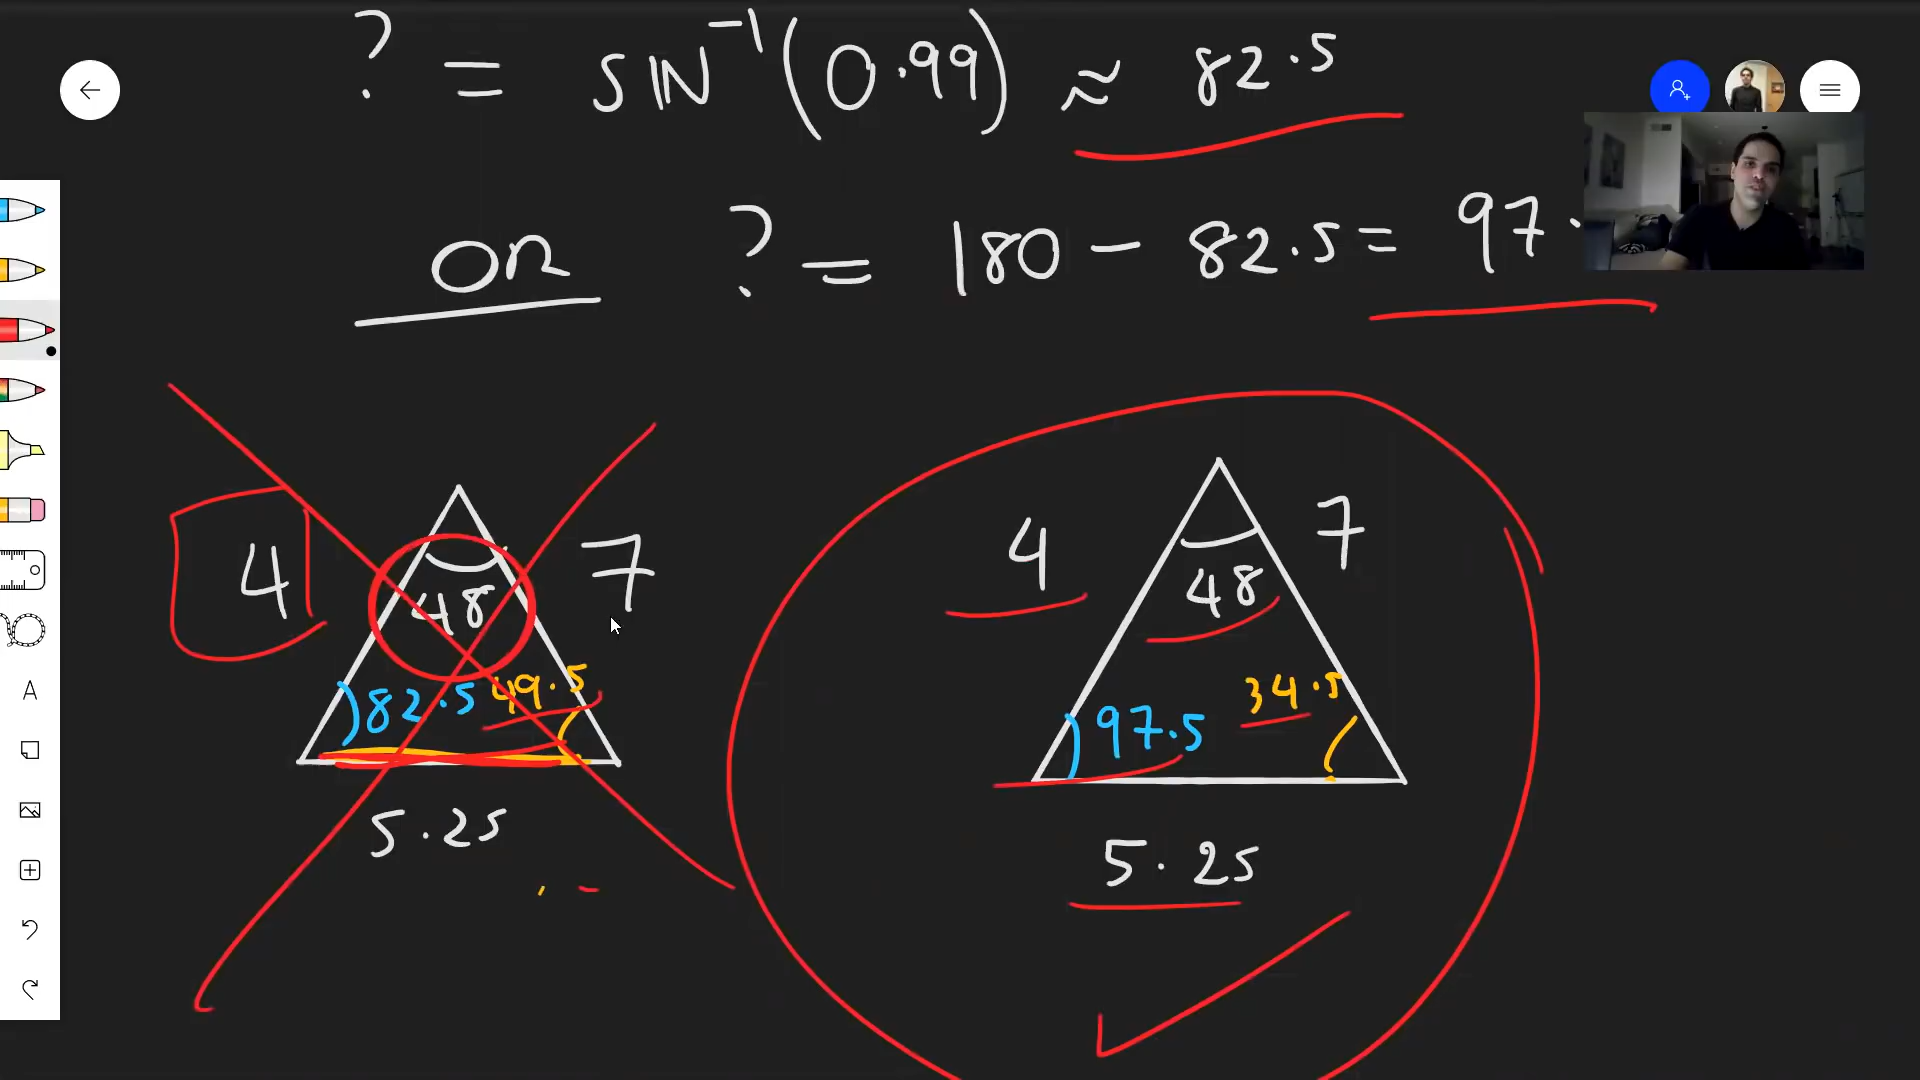 ? = SIN⁻¹(0.99) ≈ 82.5
OR ? = 180 - 82.5 = 97.
4 48 7
4 48 7
82.5 49.5
97.5 34.5
5.25
5.25
A